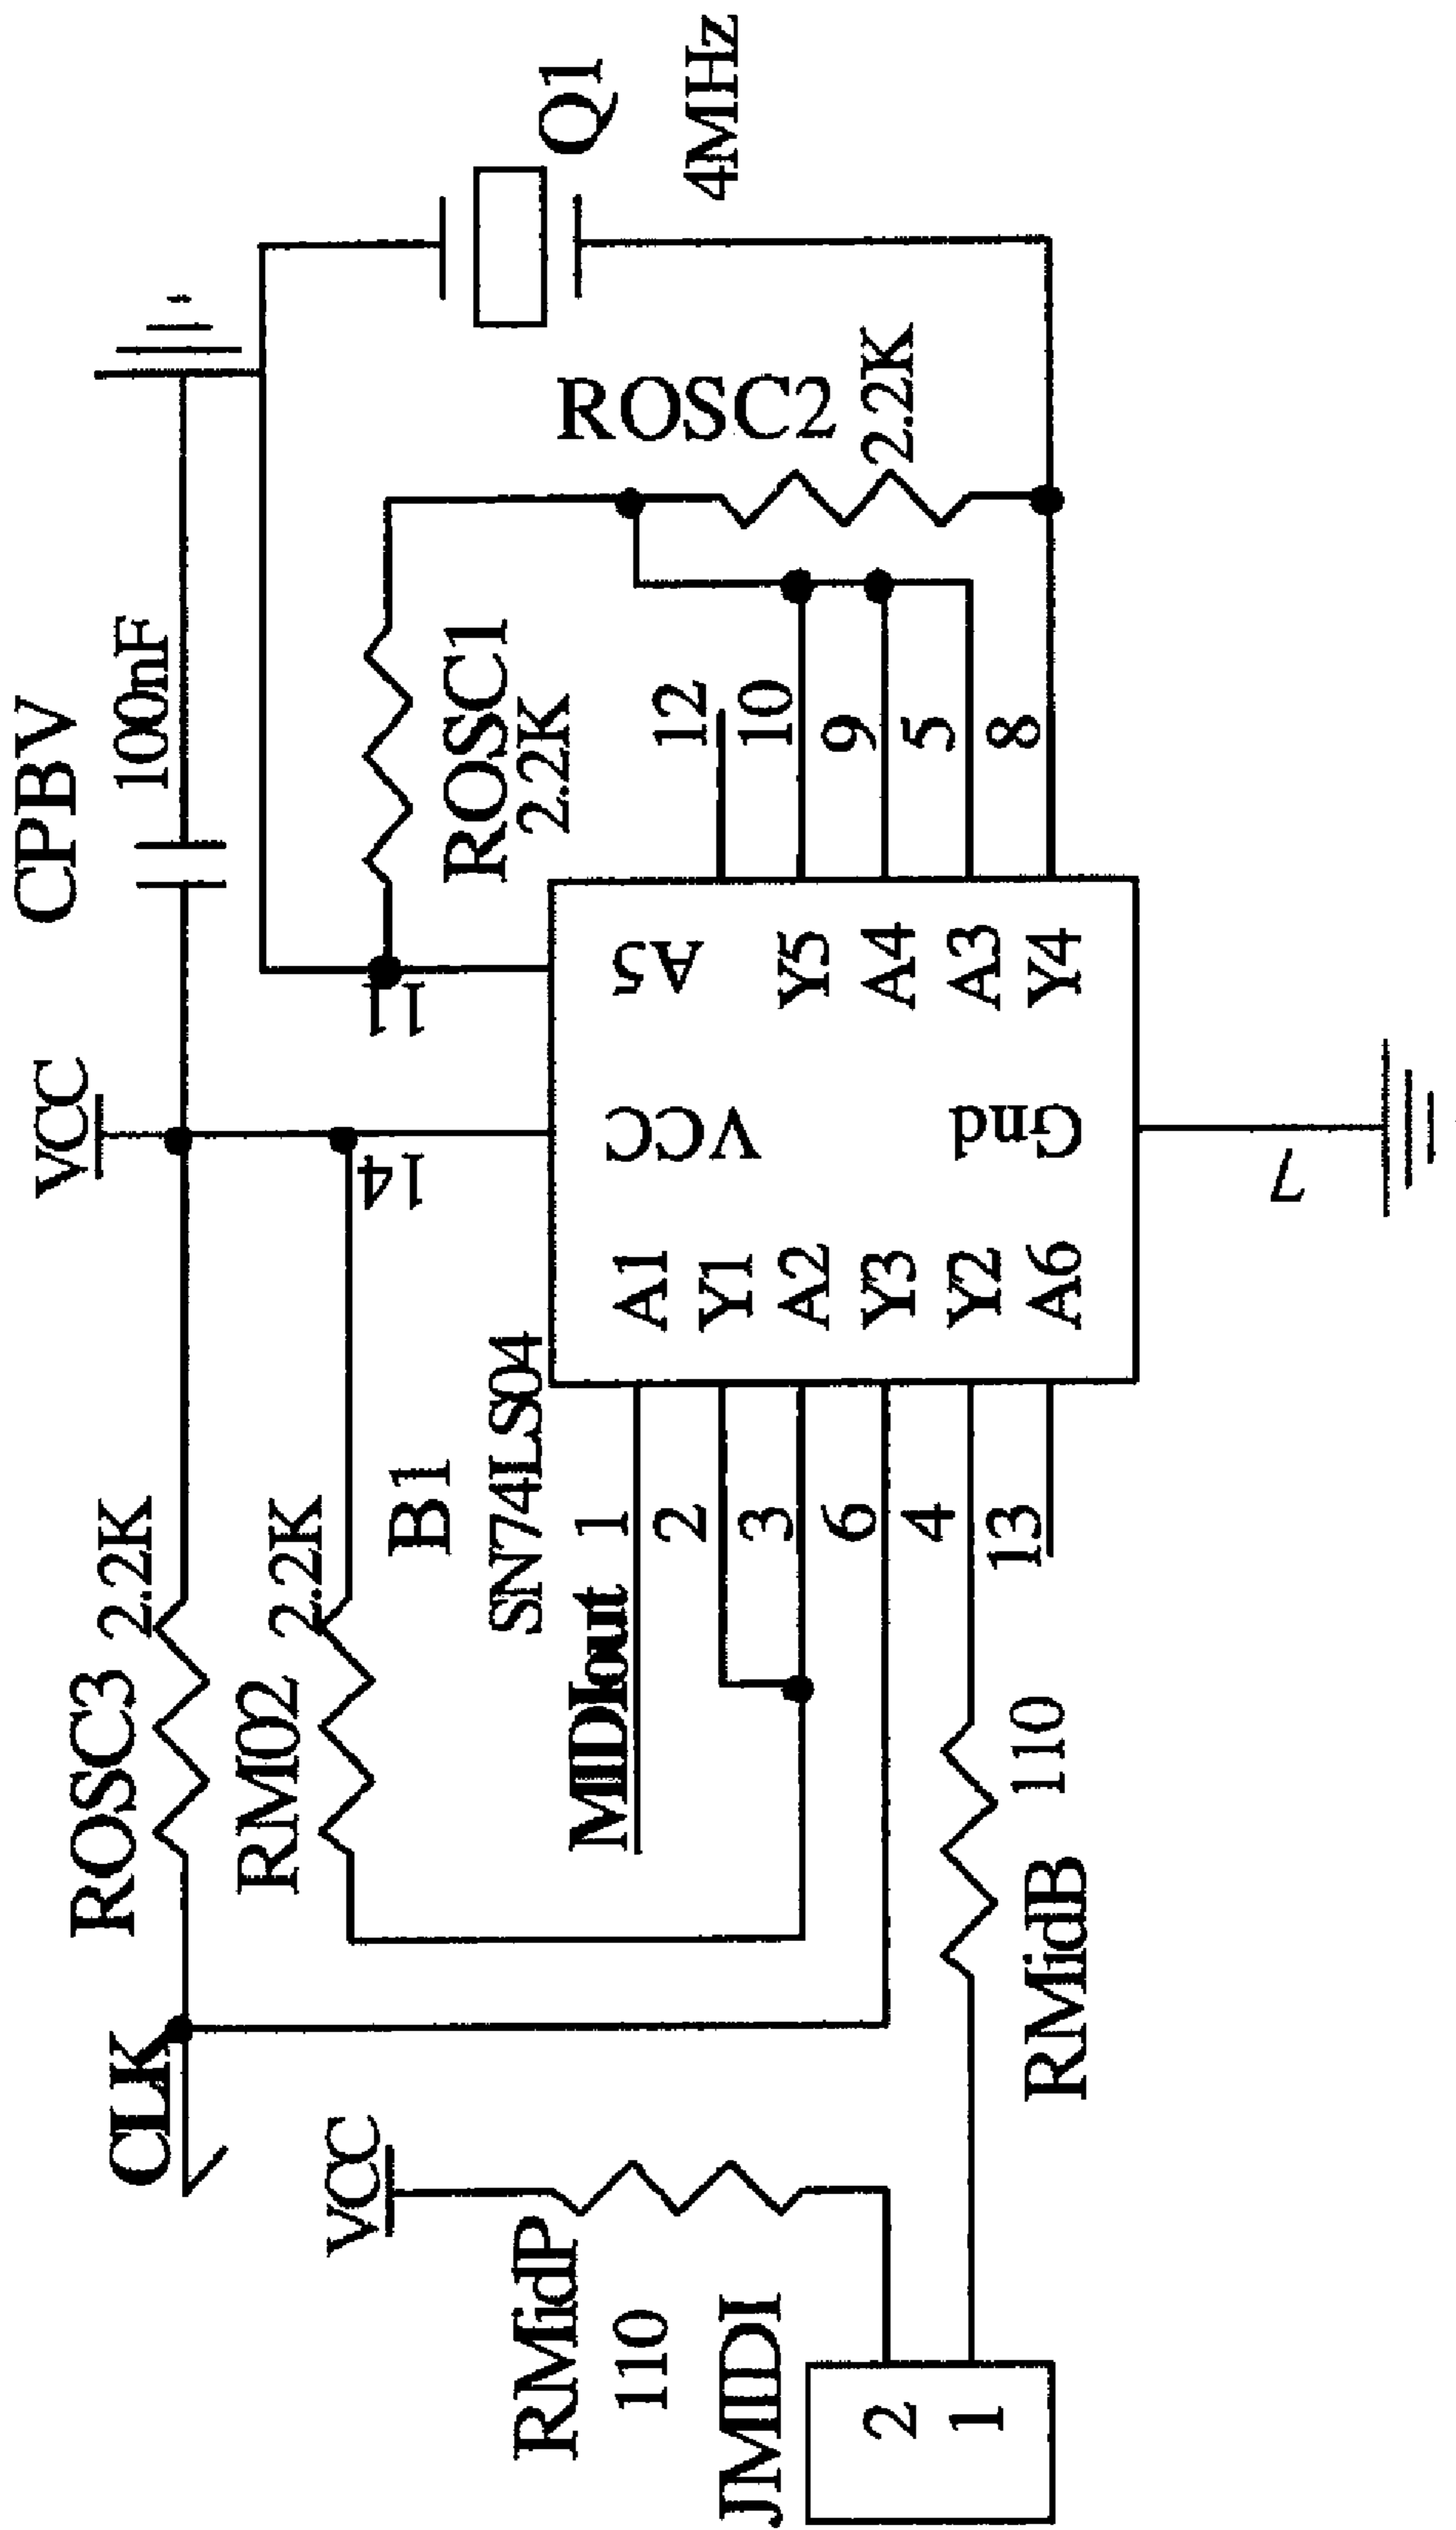 CLK
ROSC3
2.2K
VCC
CPBV
100nF
RM02
2.2K
14
11
ROSC1
2.2K
ROSC2
2.2K
Q1
4MHz
B1
SN74LS04
VCC
RMidP
110
JMIDI
2
1
MIDIout
1
2
3
6
4
13
A1
Y1
A2
Y3
Y2
A6
VCC
Gnd
A5
Y5
A4
A3
Y4
12
10
9
5
8
RMidB
110
7